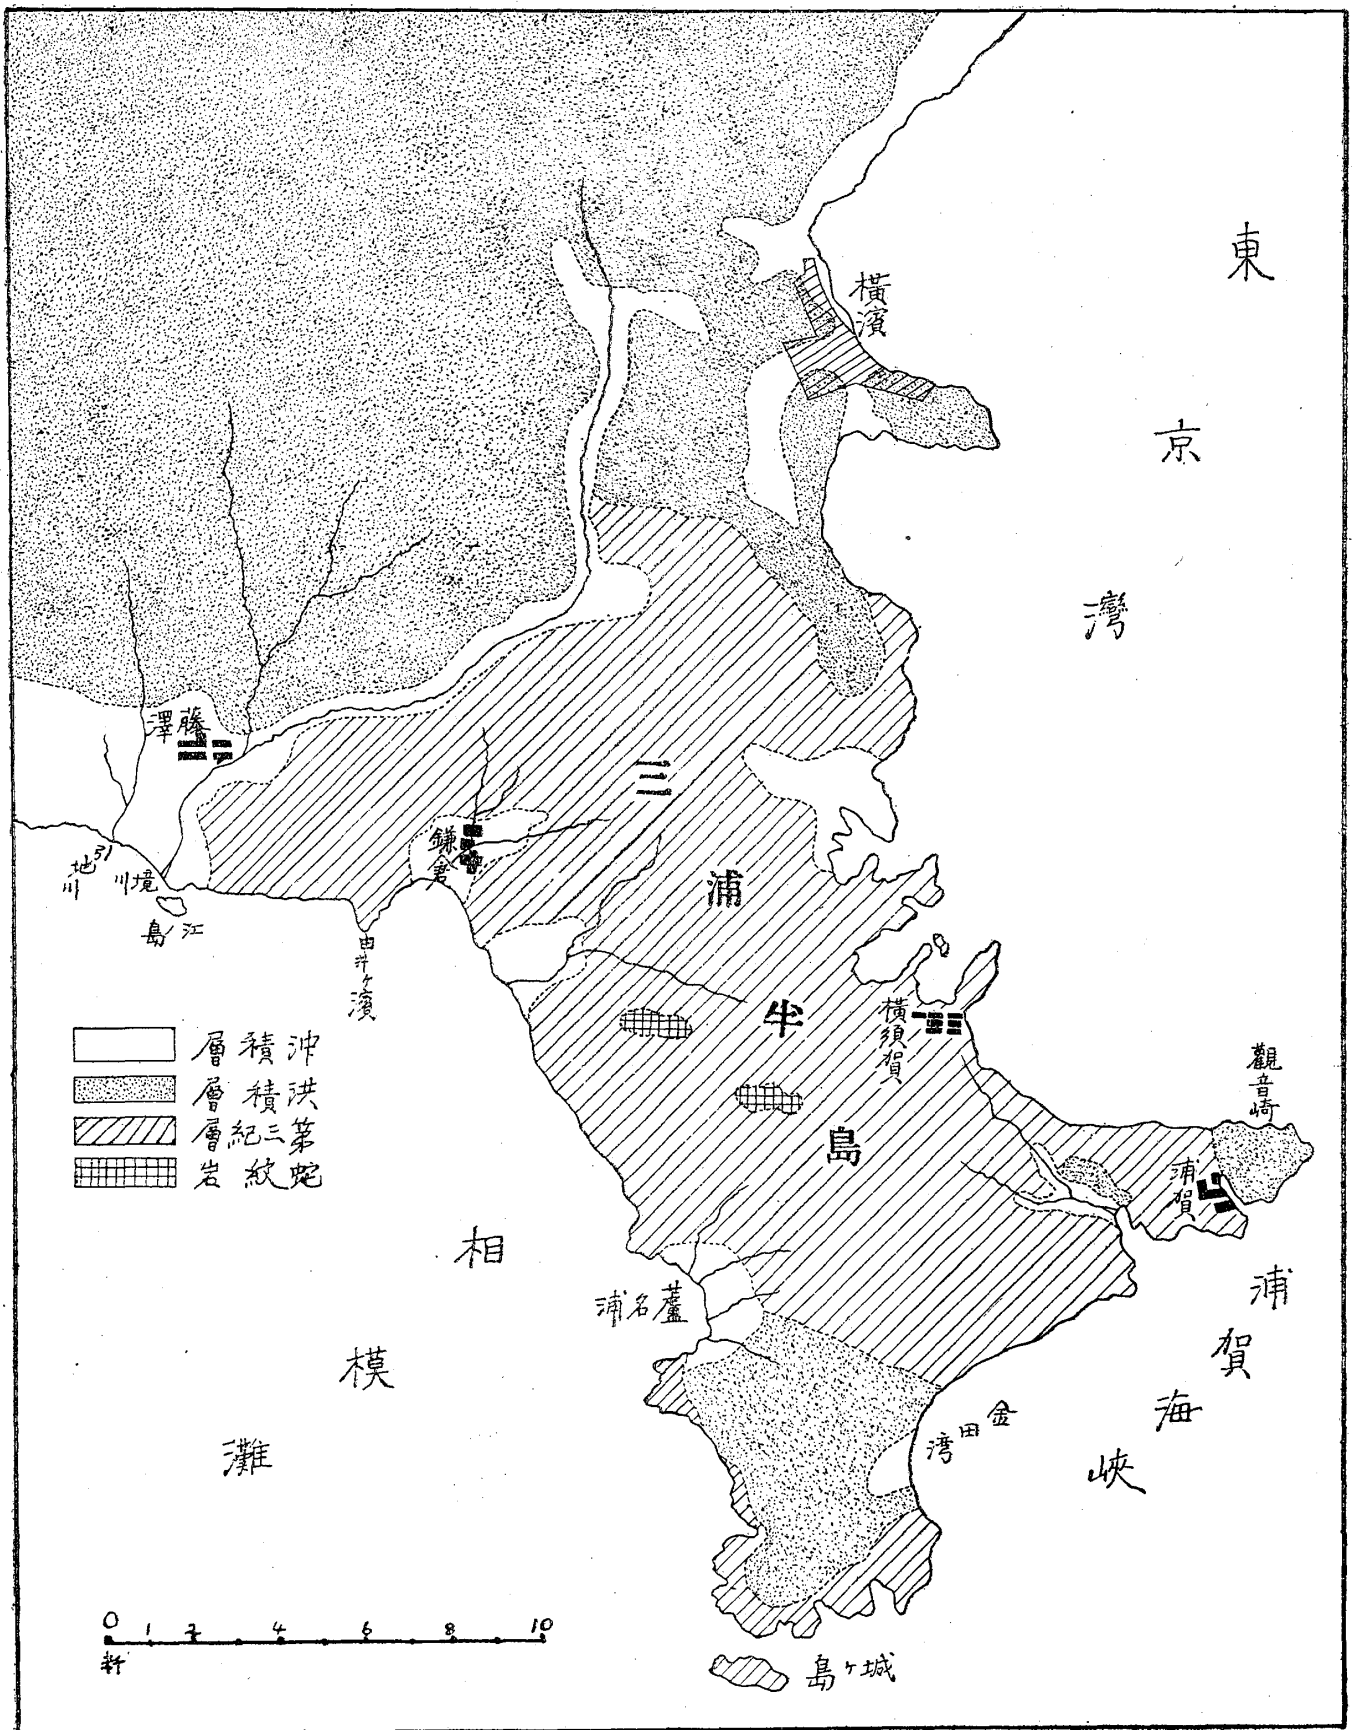 東京灣
橫濱
澤藤
三浦半島
鎌倉
地引川
川境
島ノ江
由井ヶ濱
橫須賀
觀音崎
浦賀
層積沖
層積洪
層紀三第
岩紋蛇
相模灘
浦名蘆
浦賀海峽
金田湾
0 1 2 4 6 8 10
粁
島ヶ城